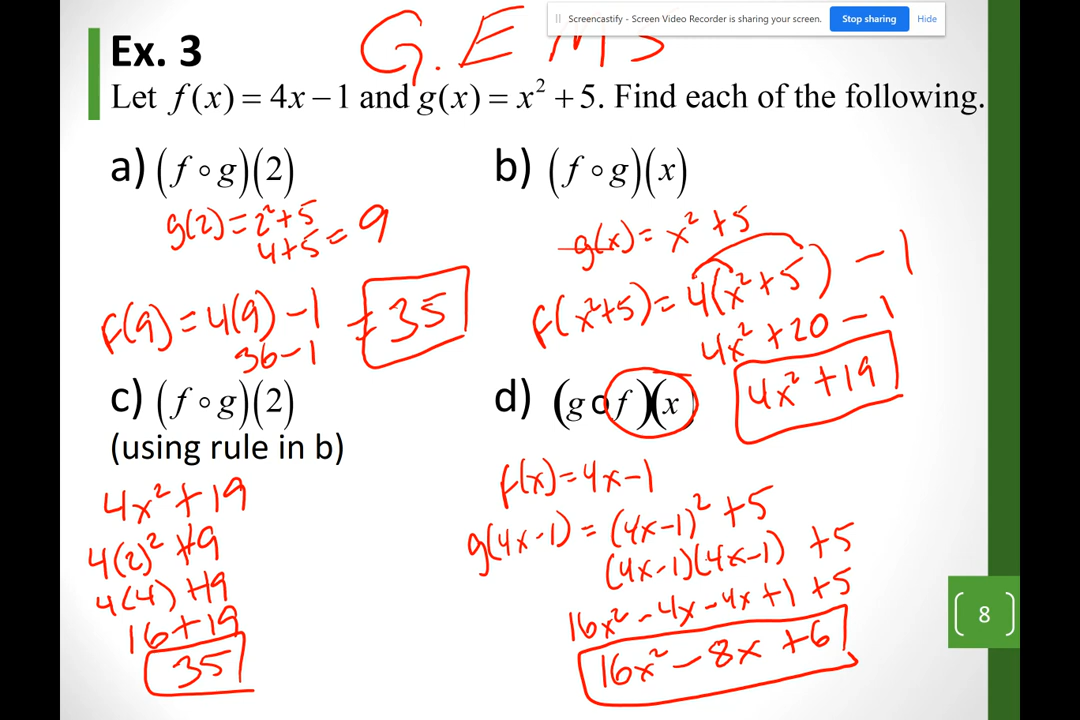 Screencastify - Screen Video Recorder is sharing your screen. Stop sharing Hide
G.E M S
Ex. 3
Let f(x) = 4x − 1 and g(x) = x² + 5. Find each of the following.
a) (f ∘ g)(2)
g(2) = 2² + 5
4 + 5 = 9
f(9) = 4(9) − 1 = 35
36 − 1
b) (f ∘ g)(x)
g(x) = x² + 5
f(x²+5) = 4(x²+5) − 1
4x² + 20 − 1
4x² + 19
c) (f ∘ g)(2)
(using rule in b)
4x² + 19
4(2)² + 19
4(4) + 19
16 + 19
35
d) (g o f)(x)
f(x) = 4x − 1
g(4x − 1) = (4x − 1)² + 5
(4x − 1)(4x − 1) + 5
16x² − 4x − 4x + 1 + 5
16x² − 8x + 6
8